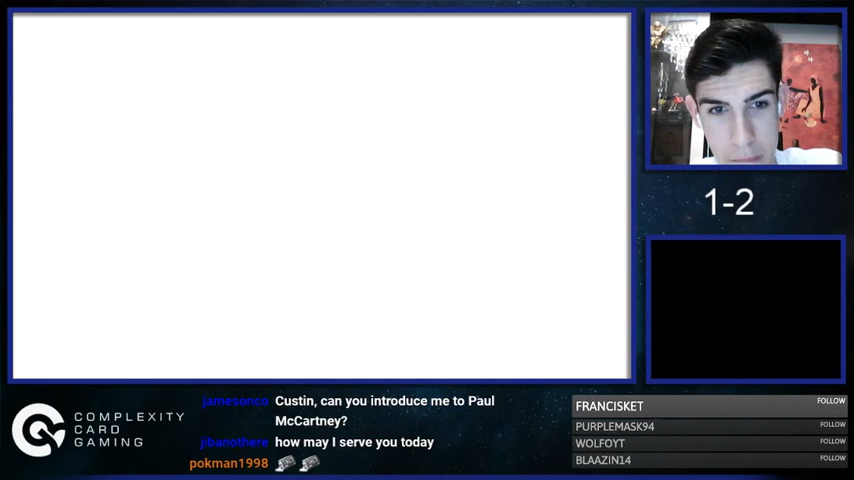 1-2
COMPLEXITY
CARD
GAMING
jamesonco Custin, can you introduce me to Paul
McCartney?
jibanothere how may I serve you today
pokman1998
FRANCISKET FOLLOW
PURPLEMASK94 FOLLOW
WOLFOYT FOLLOW
BLAAZIN14 FOLLOW